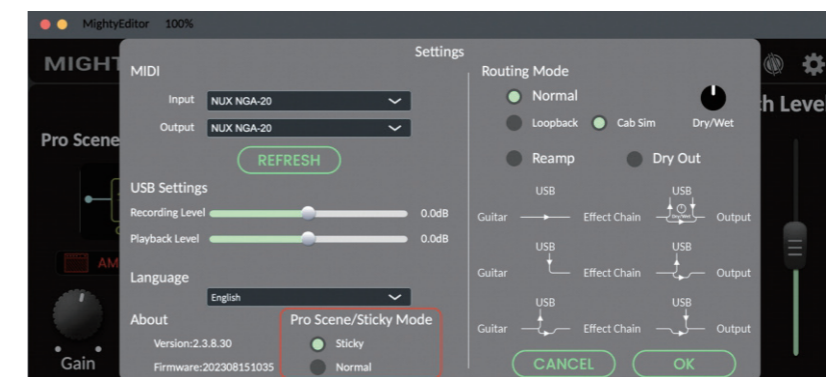 MightyEditor 100%
Settings
MIGHT
MIDI
Input NUX NGA-20
Output NUX NGA-20
REFRESH
USB Settings
Recording Level 0.0dB
Playback Level 0.0dB
Language
English
About
Version:2.3.8.30
Firmware:202308151035
Pro Scene/Sticky Mode
Sticky
Normal
Routing Mode
Normal
Loopback Cab Sim Dry/Wet
Reamp Dry Out
USB USB
Dry/Wet
Guitar Effect Chain Output
USB USB
Guitar Effect Chain Output
USB USB
Guitar Effect Chain Output
CANCEL OK
Pro Scene
AM
Gain
h Leve